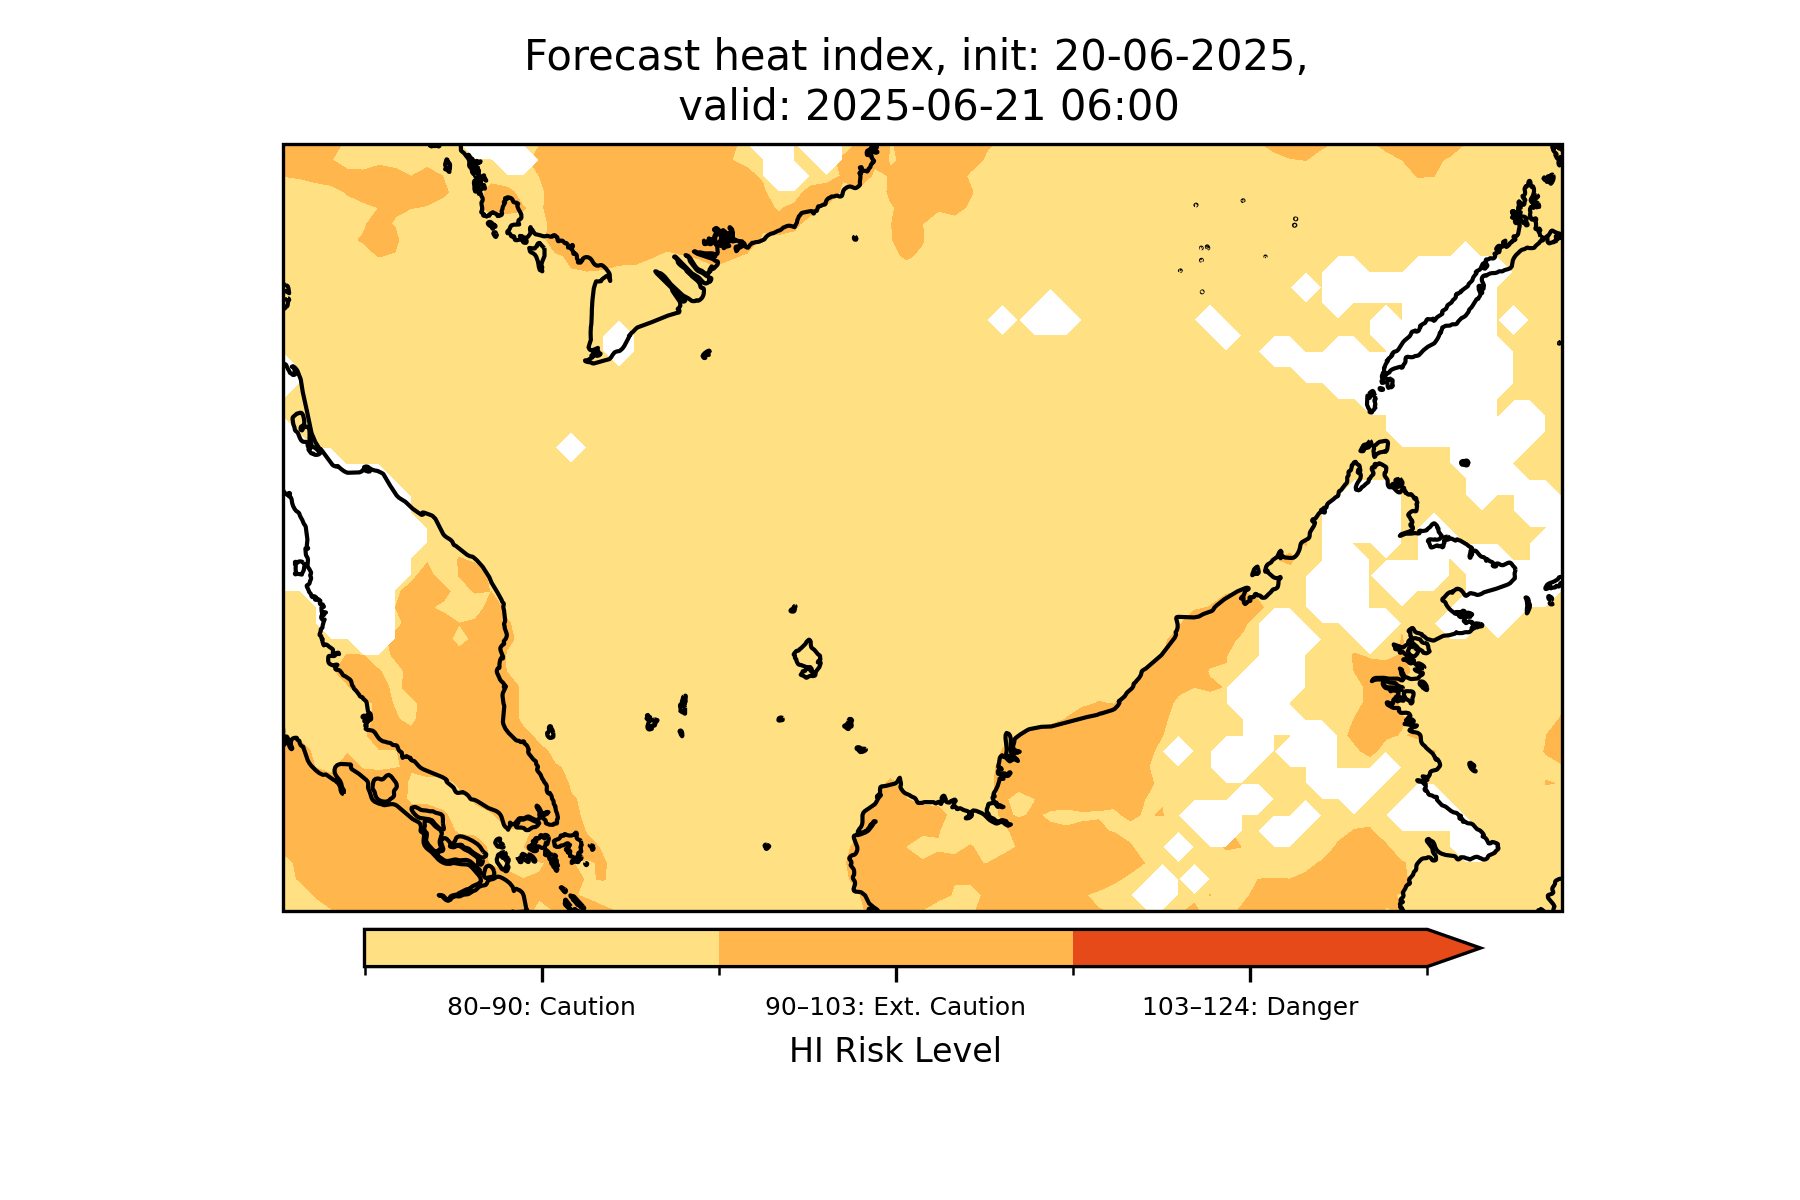 Forecast heat index, init: 20-06-2025,
valid: 2025-06-21 06:00
80–90: Caution
90–103: Ext. Caution
103–124: Danger
HI Risk Level